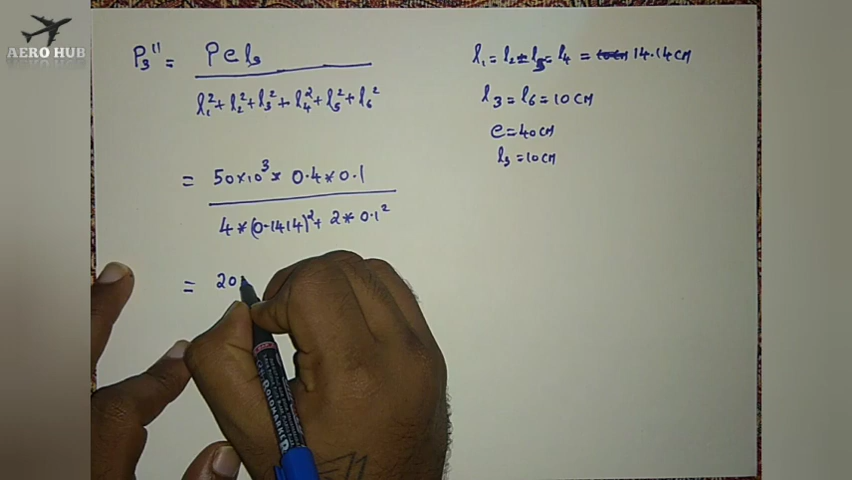 AERO HUB
P₃'' = P e l₃
l₁² + l₂² + l₃² + l₄² + l₅² + l₆²
= 50×10³ * 0.4 * 0.1
4 * (0.1414)² + 2 * 0.1²
= 20
l₁ = l₂ = l₅ = l₄ = 14.14 CM
l₃ = l₆ = 10 CM
e = 40 CM
l₃ = 10 CM